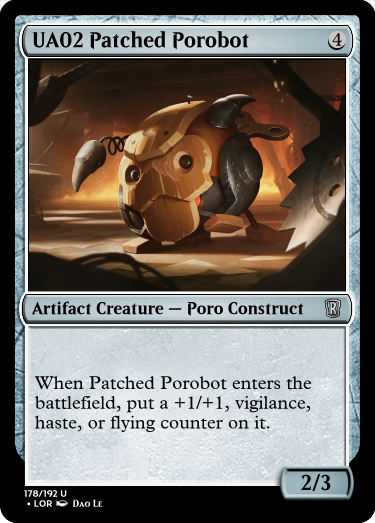 UA02 Patched Porobot 4
Artifact Creature — Poro Construct R
When Patched Porobot enters the
battlefield, put a +1/+1, vigilance,
haste, or flying counter on it.
2/3
178/192 U
• LOR Dao Le